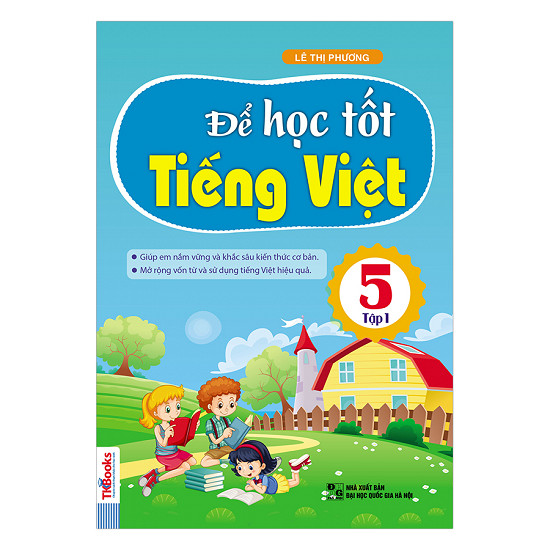 LÊ THỊ PHƯƠNG
Để học tốt
Tiếng Việt
Giúp em nắm vững và khắc sâu kiến thức cơ bản.
Mở rộng vốn từ và sử dụng tiếng Việt hiệu quả.
5
Tập 1
TKBooks
NHÀ XUẤT BẢN
ĐẠI HỌC QUỐC GIA HÀ NỘI